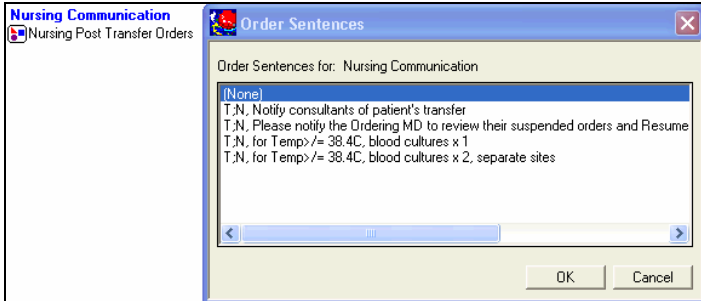 Nursing Communication
Nursing Post Transfer Orders
Order Sentences
Order Sentences for: Nursing Communication
(None)
T;N, Notify consultants of patient's transfer
T;N, Please notify the Ordering MD to review their suspended orders and Resume
T;N, for Temp>/= 38.4C, blood cultures x 1
T;N, for Temp>/= 38.4C, blood cultures x 2, separate sites
OK Cancel